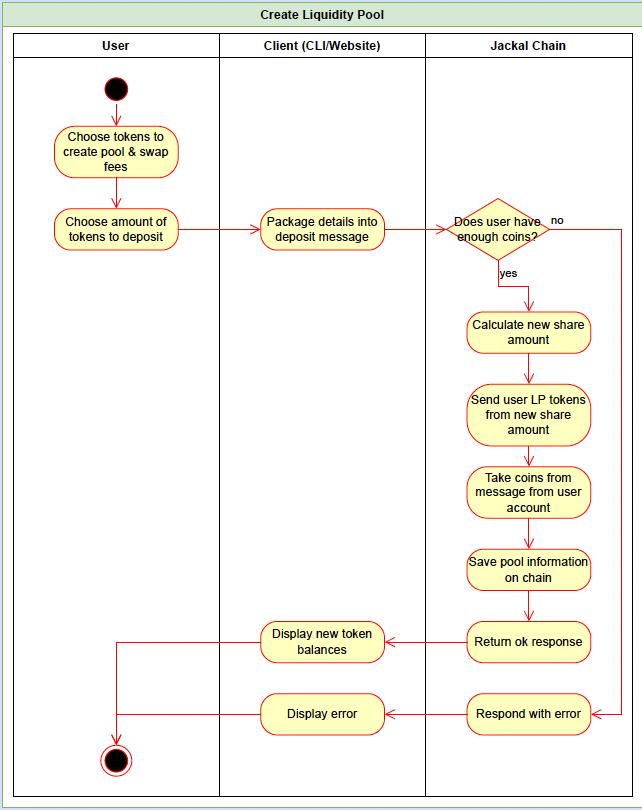 Create Liquidity Pool
User
Client (CLI/Website)
Jackal Chain
Choose tokens to
create pool & swap
fees
Choose amount of
tokens to deposit
Package details into
deposit message
Does user have
enough coins?
no
yes
Calculate new share
amount
Send user LP tokens
from new share
amount
Take coins from
message from user
account
Save pool information
on chain
Display new token
balances
Return ok response
Display error
Respond with error